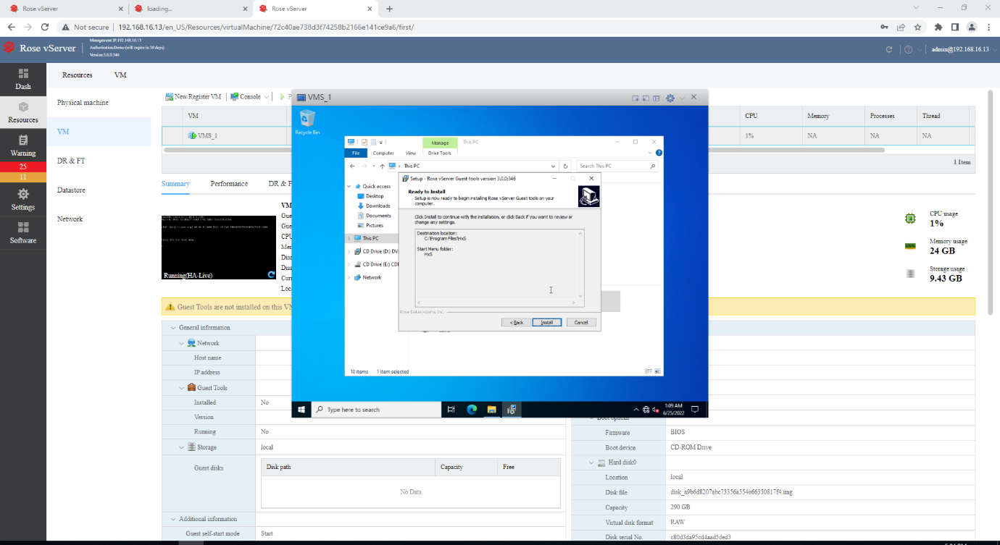 Rose vServer
loading...
Rose vServer
Not secure 192.168.16.13/en_US/Resources/virtualMachine/72c40ae738d3f74258b2166e141ce9a6/first/
Rose vServer
Management IP:192.168.16.13
Authorization:Demo (will expire in 30 days)
Version:3.0.0.346
admin@192.168.16.13
Dash
Resources
Warning
25
11
Settings
Software
Resources VM
Physical machine
VM
DR & FT
Datastore
Network
New/Register VM Console
VM CPU Memory Processes Thread
VMS_1 1% NA NA NA
1 Item
Summary Performance DR & F
Running(HA-Live)
CPU usage
1%
Memory usage
24 GB
Storage usage
9.43 GB
Guest Tools are not installed on this VM
General information
Network
Host name
IP address
Guest Tools
Installed No
Version
Running No
Storage local
Guest disks
Disk path Capacity Free
No Data
Additional information
Guest self-start mode Start
Boot options
Firmware BIOS
Boot device CD-ROM Drive
Hard disk0
Location local
Disk file disk_a9b6d8207abc73356a554e66350817f4.img
Capacity 290 GB
Virtual disk format RAW
Disk serial No. c80d3da95cd4aad5ded3
VMS_1
Recycle Bin
Manage This PC
File Computer View Drive Tools
This PC
Search This PC
Quick access
Desktop
Downloads
Documents
Pictures
This PC
CD Drive (D:) DV
CD Drive (E:) CD
Network
10 items 1 item selected
Setup - Rose vServer Guest tools version 3.0.0:346
Ready to Install
Setup is now ready to begin installing Rose vServer Guest tools on your
computer.
Click Install to continue with the installation, or click Back if you want to review or
change any settings.
Destination location:
C:\Program Files\HxS
Start Menu folder:
HxS
Rose Datasystems Inc.
< Back Install Cancel
Type here to search
1:09 AM
6/25/2022